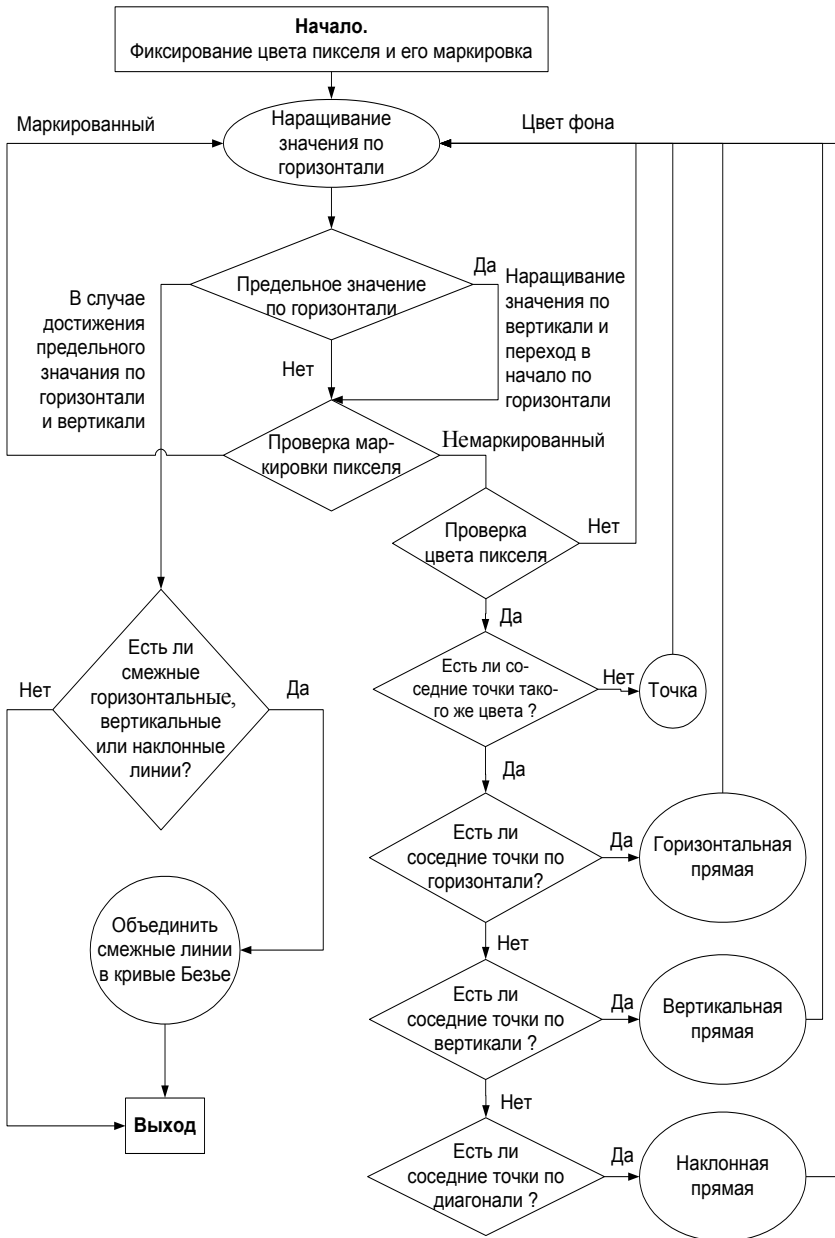 Начало.
Фиксирование цвета пикселя и его маркировка
Маркированный
Наращивание
значения по
горизонтали
Цвет фона
Предельное значение
по горизонтали
Да
Наращивание
значения по
вертикали и
переход в
начало по
горизонтали
В случае
достижения
предельного
значания по
горизонтали
и вертикали
Нет
Проверка мар-
кировки пикселя
Немаркированный
Проверка
цвета пикселя
Нет
Да
Есть ли со-
седние точки тако-
го же цвета ?
Нет
Точка
Есть ли
смежные
горизонтальные,
вертикальные
или наклонные
линии?
Нет
Да
Да
Есть ли
соседние точки по
горизонтали?
Да
Горизонтальная
прямая
Объединить
смежные линии
в кривые Безье
Нет
Есть ли
соседние точки по
вертикали ?
Да
Вертикальная
прямая
Выход
Нет
Есть ли
соседние точки по
диагонали ?
Да
Наклонная
прямая